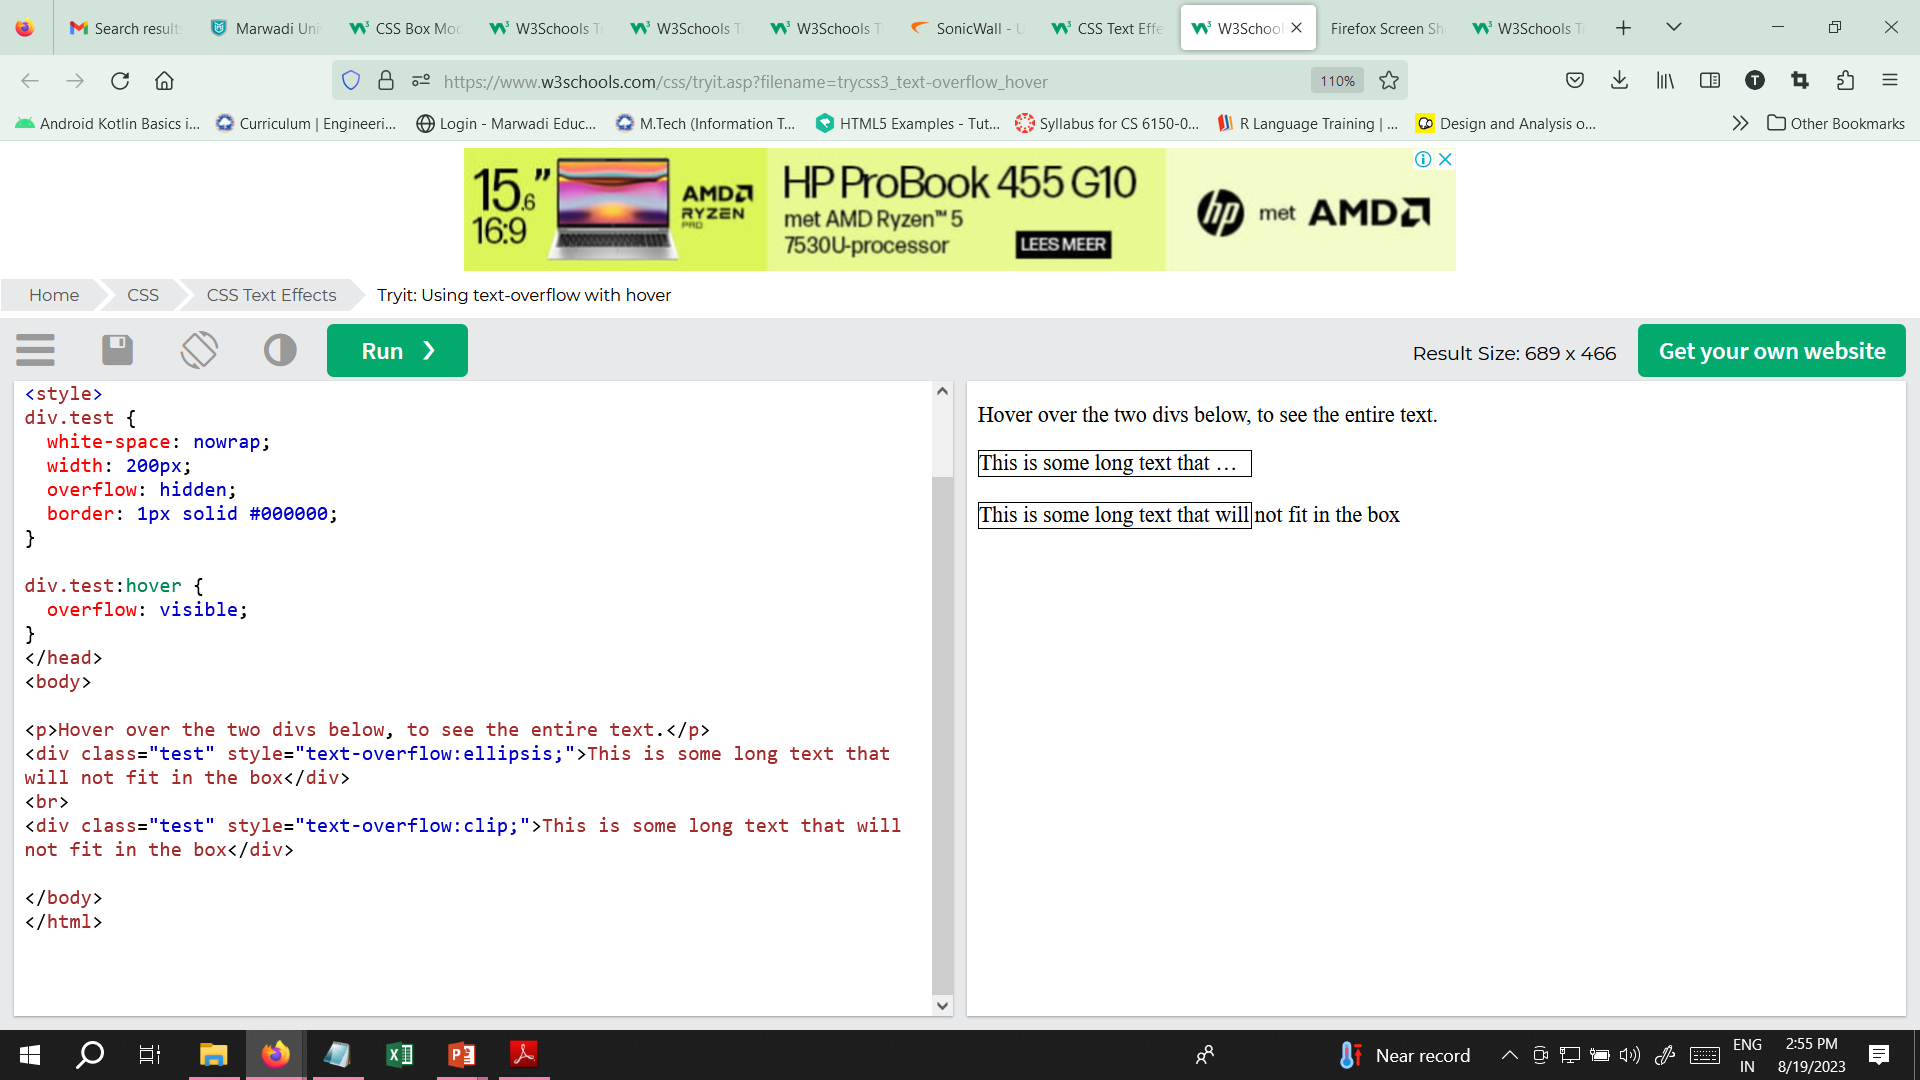 Search result
Marwadi Uni
CSS Box Mod
W3Schools T
W3Schools T
W3Schools T
SonicWall - U
CSS Text Effe
W3School
Firefox Screen Sh
W3Schools T
https://www.w3schools.com/css/tryit.asp?filename=trycss3_text-overflow_hover
110%
T
Android Kotlin Basics i...
Curriculum | Engineeri...
Login - Marwadi Educ...
M.Tech (Information T...
HTML5 Examples - Tut...
Syllabus for CS 6150-0...
R Language Training | ...
Design and Analysis o...
Other Bookmarks
15.6"
16:9
AMD
RYZEN
PRO
HP ProBook 455 G10
met AMD Ryzen™ 5
7530U-processor
LEES MEER
hp met AMD
Home
CSS
CSS Text Effects
Tryit: Using text-overflow with hover
Run ❯
Result Size: 689 x 466
Get your own website
<style>
div.test {
  white-space: nowrap;
  width: 200px;
  overflow: hidden;
  border: 1px solid #000000;
}
div.test:hover {
  overflow: visible;
}
</head>
<body>
<p>Hover over the two divs below, to see the entire text.</p>
<div class="test" style="text-overflow:ellipsis;">This is some long text that
will not fit in the box</div>
<br>
<div class="test" style="text-overflow:clip;">This is some long text that will
not fit in the box</div>
</body>
</html>
Hover over the two divs below, to see the entire text.
This is some long text that …
This is some long text that will not fit in the box
Near record
ENG
IN
2:55 PM
8/19/2023